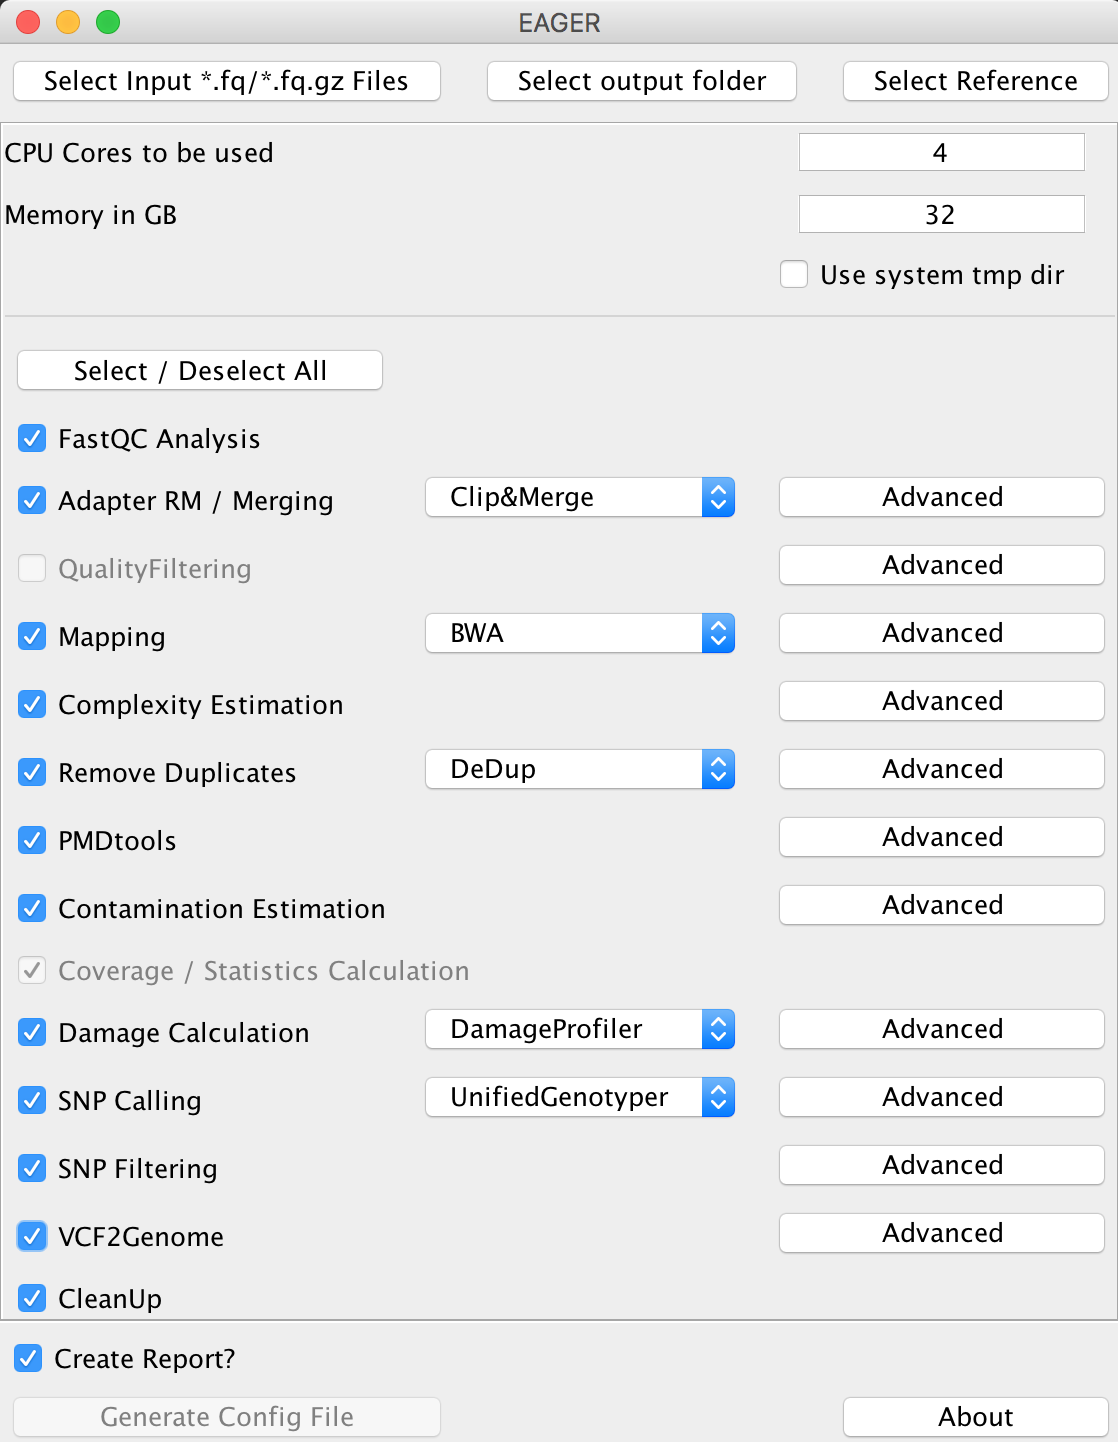 EAGER
Select Input *.fq/*.fq.gz Files Select output folder Select Reference
CPU Cores to be used 4
Memory in GB 32
Use system tmp dir
Select / Deselect All
FastQC Analysis
Adapter RM / Merging Clip&Merge Advanced
QualityFiltering Advanced
Mapping BWA Advanced
Complexity Estimation Advanced
Remove Duplicates DeDup Advanced
PMDtools Advanced
Contamination Estimation Advanced
Coverage / Statistics Calculation
Damage Calculation DamageProfiler Advanced
SNP Calling UnifiedGenotyper Advanced
SNP Filtering Advanced
VCF2Genome Advanced
CleanUp
Create Report?
Generate Config File About